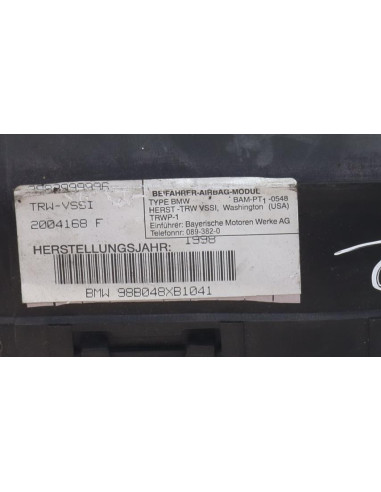 TRW-VSSI
2004168 F
BEIFAHRER-AIRBAG-MODUL
TYPE BMW BAM-PT1-0548
HERST.-TRW VSSI, Washington (USA)
TRWP-1
Einführer: Bayerische Motoren Werke AG
Telefonnr: 089-382-0
HERSTELLUNGSJAHR: 1998
BMW 98B048XB1041